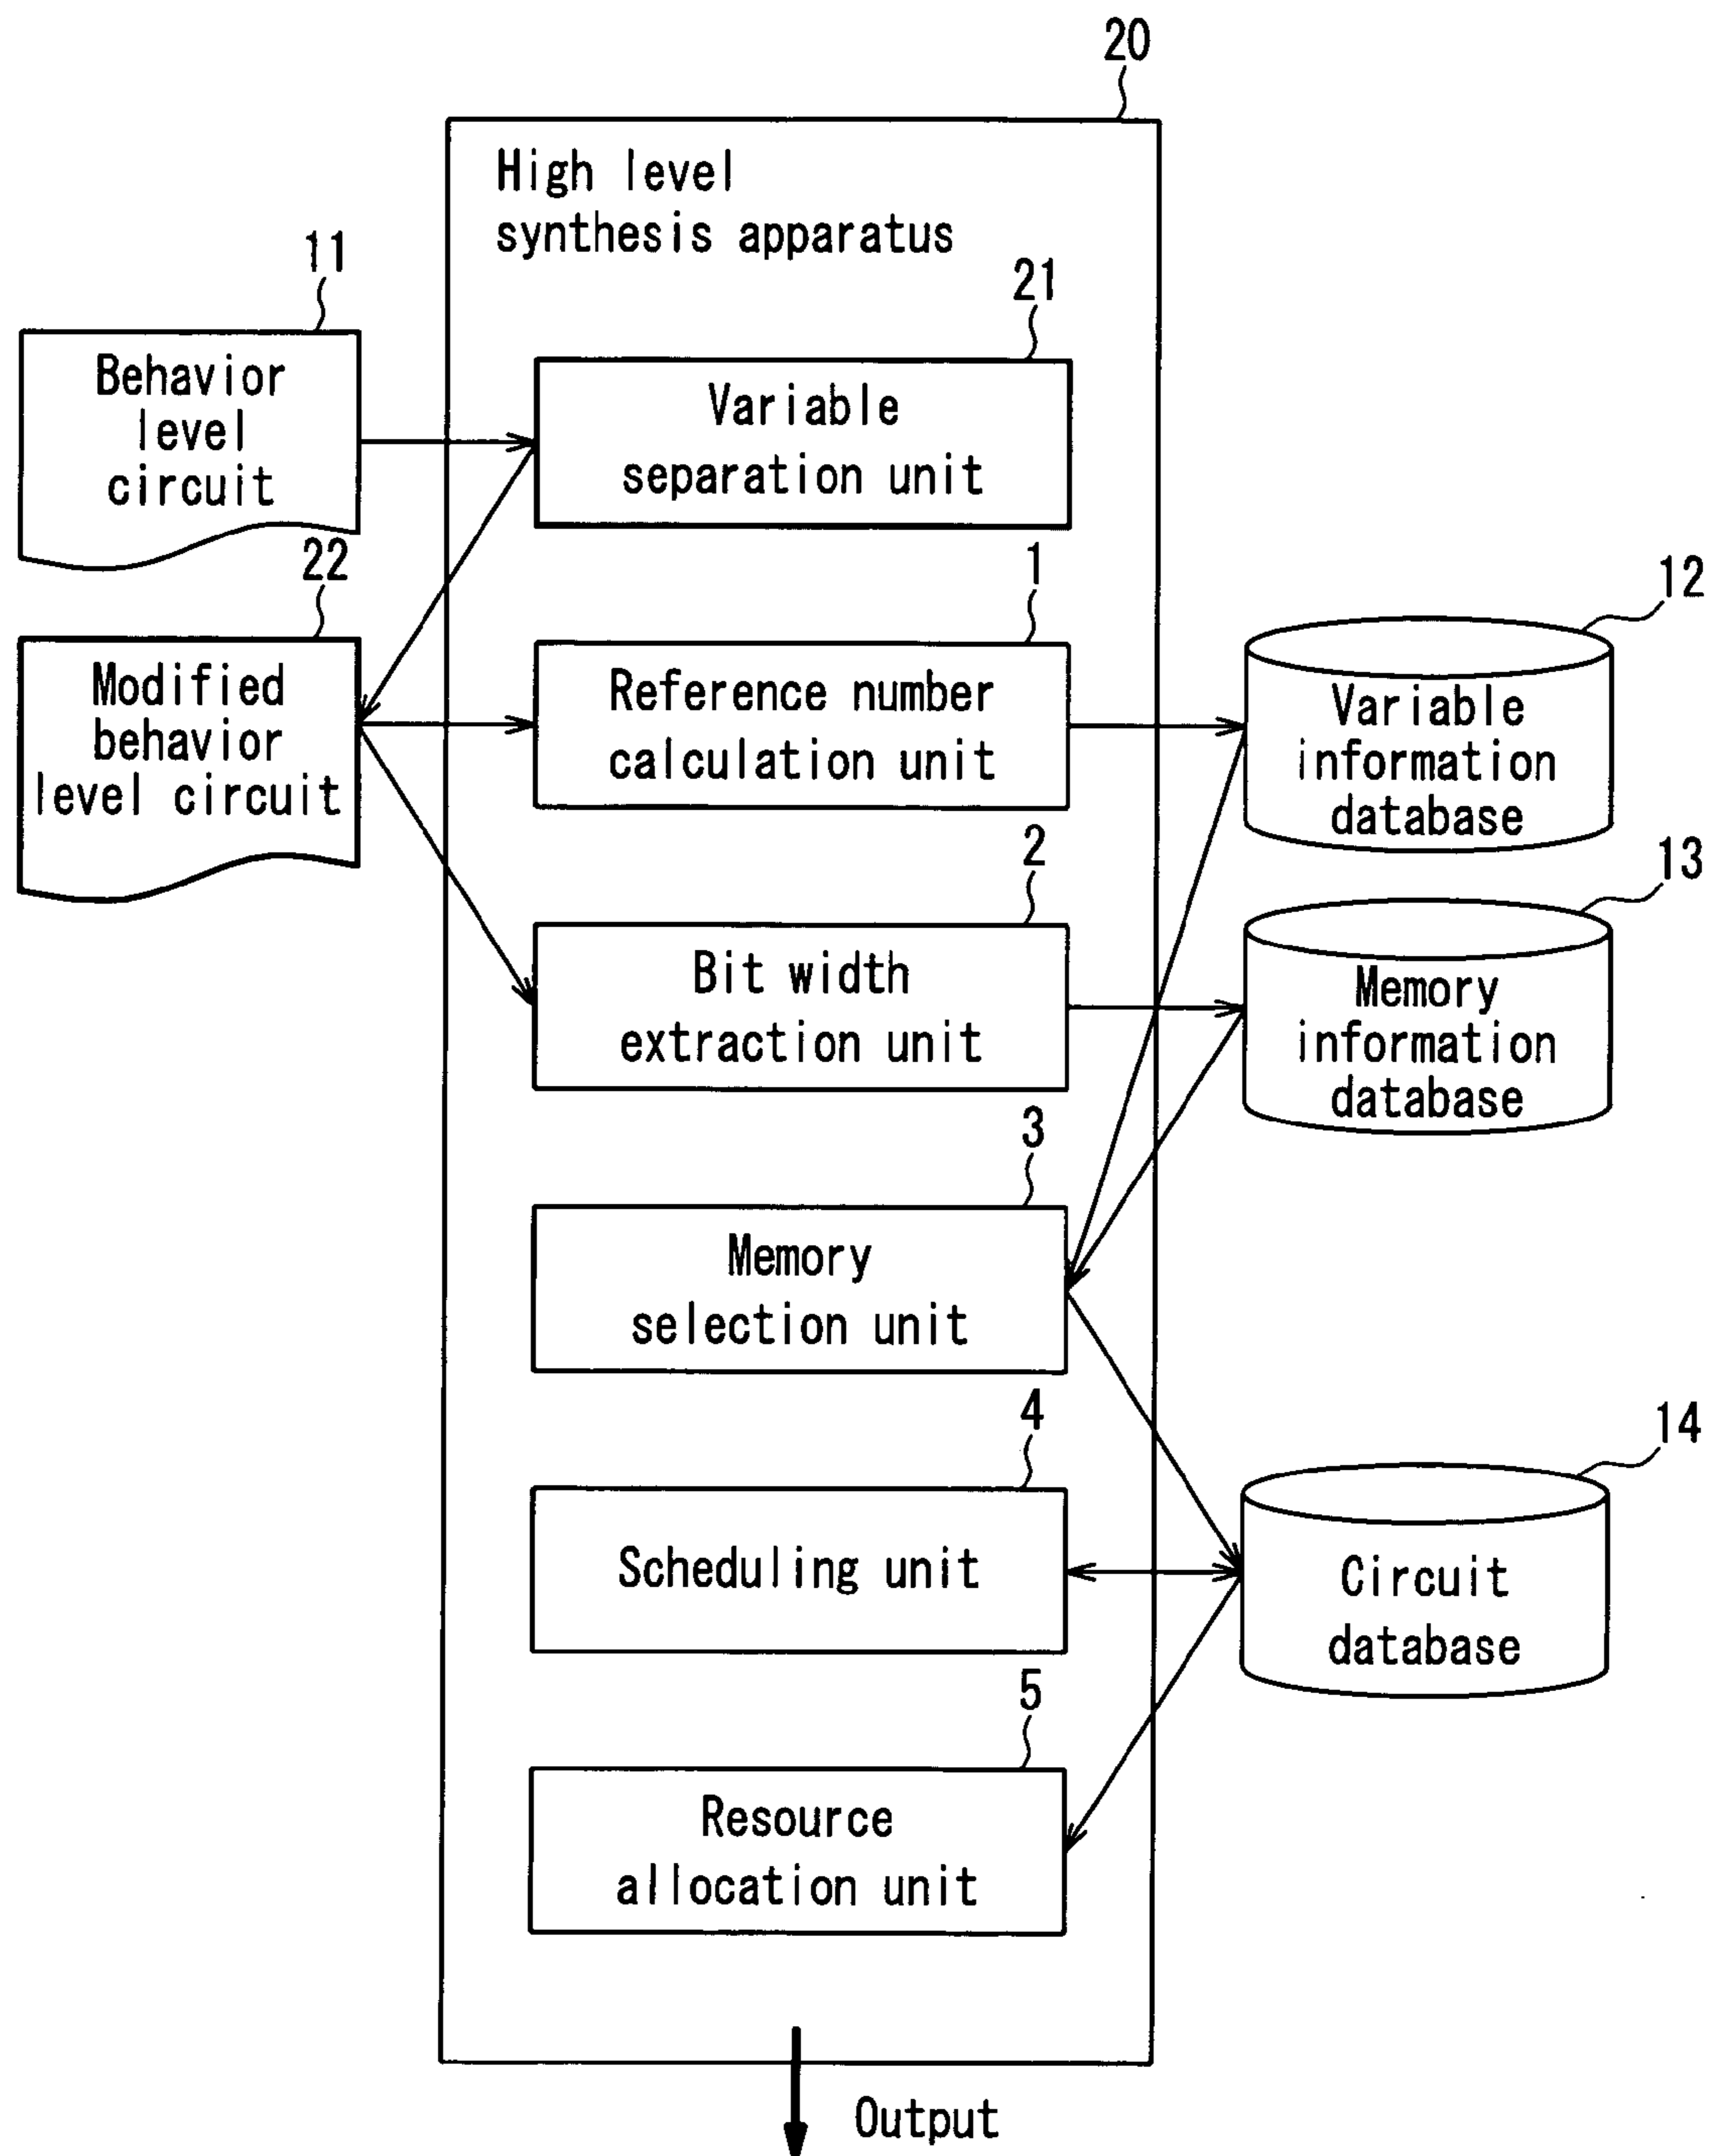 20
High level
synthesis apparatus
11
Behavior
level
circuit
21
Variable
separation unit
22
Modified
behavior
level circuit
1
Reference number
calculation unit
12
Variable
information
database
2
Bit width
extraction unit
13
Memory
information
database
3
Memory
selection unit
4
Scheduling unit
14
Circuit
database
5
Resource
allocation unit
Output